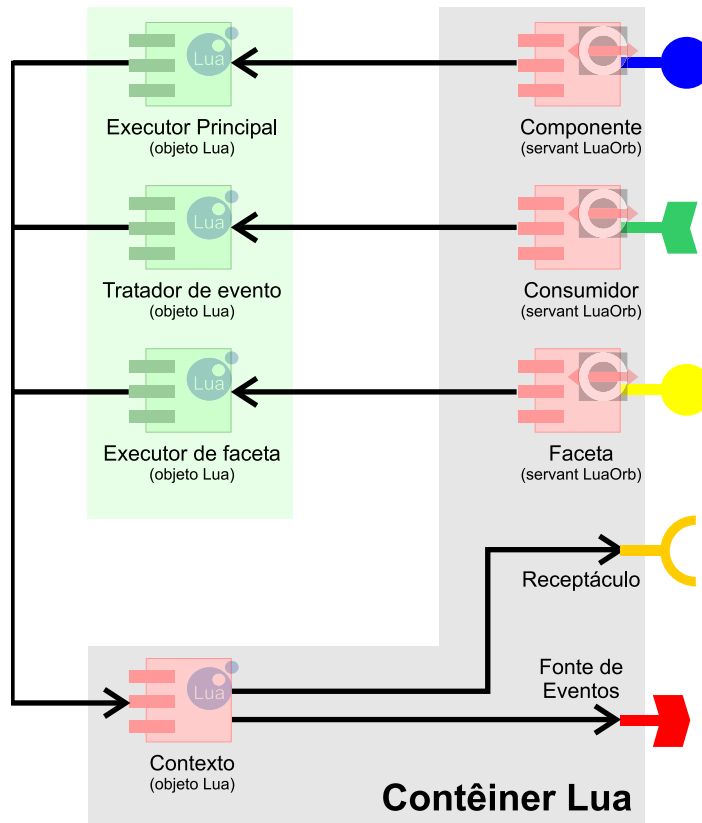 Lua
Executor Principal
(objeto Lua)
Componente
(servant LuaOrb)
Lua
Tratador de evento
(objeto Lua)
Consumidor
(servant LuaOrb)
Lua
Executor de faceta
(objeto Lua)
Faceta
(servant LuaOrb)
Receptáculo
Fonte de
Eventos
Lua
Contexto
(objeto Lua)
Contêiner Lua